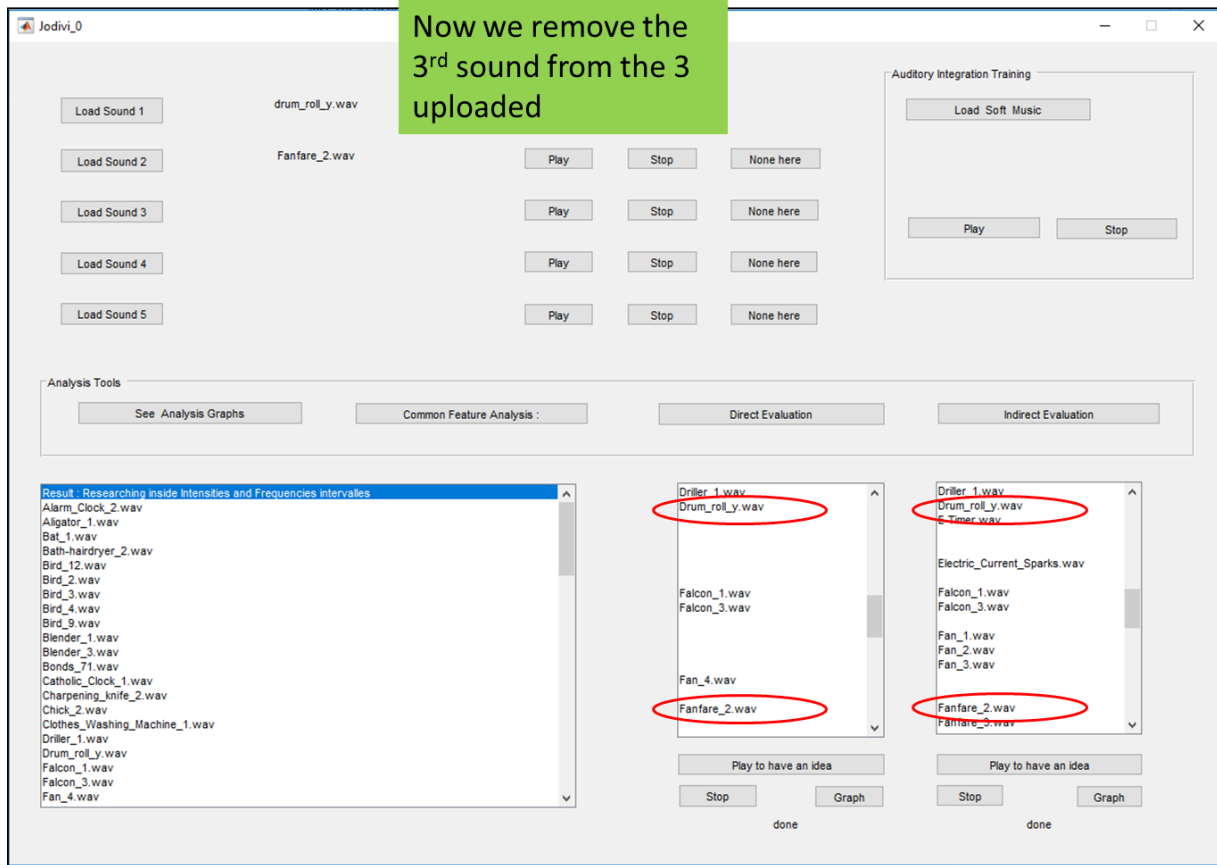 Jodivi_0
Now we remove the
3rd sound from the 3
uploaded
Load Sound 1
drum_roll_y.wav
Load Sound 2
Fanfare_2.wav
Play
Stop
None here
Load Sound 3
Play
Stop
None here
Load Sound 4
Play
Stop
None here
Load Sound 5
Play
Stop
None here
Auditory Integration Training
Load Soft Music
Play
Stop
Analysis Tools
See Analysis Graphs
Common Feature Analysis :
Direct Evaluation
Indirect Evaluation
Result : Researching inside Intensities and Frequencies intervalles
Alarm_Clock_2.wav
Aligator_1.wav
Bat_1.wav
Bath-hairdryer_2.wav
Bird_12.wav
Bird_2.wav
Bird_3.wav
Bird_4.wav
Bird_9.wav
Blender_1.wav
Blender_3.wav
Bonds_71.wav
Catholic_Clock_1.wav
Charpening_knife_2.wav
Chick_2.wav
Clothes_Washing_Machine_1.wav
Driller_1.wav
Drum_roll_y.wav
Falcon_1.wav
Falcon_3.wav
Fan_4.wav
Driller_1.wav
Drum_roll_y.wav
Falcon_1.wav
Falcon_3.wav
Fan_4.wav
Fanfare_2.wav
Play to have an idea
Stop
Graph
done
Driller_1.wav
Drum_roll_y.wav
E-Timer.wav
Electric_Current_Sparks.wav
Falcon_1.wav
Falcon_3.wav
Fan_1.wav
Fan_2.wav
Fan_3.wav
Fanfare_2.wav
Fanfare_3.wav
Play to have an idea
Stop
Graph
done